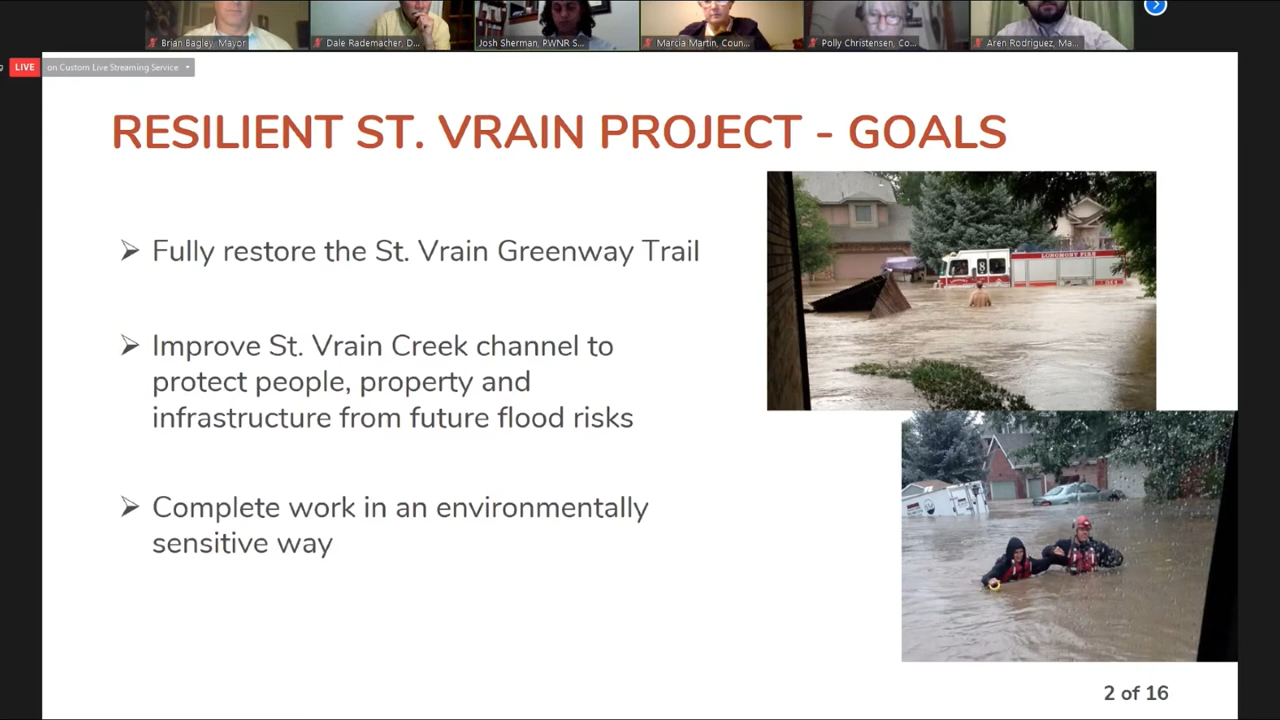 Brian Bagley, Mayor
Dale Rademacher, D...
Josh Sherman, PWNR S...
Marcia Martin, Coun...
Polly Christensen, Co...
Aren Rodriguez, Ma...
LIVE
on Custom Live Streaming Service
RESILIENT ST. VRAIN PROJECT - GOALS
Fully restore the St. Vrain Greenway Trail
Improve St. Vrain Creek channel to
protect people, property and
infrastructure from future flood risks
Complete work in an environmentally
sensitive way
LONGMONT FIRE
8
2 of 16